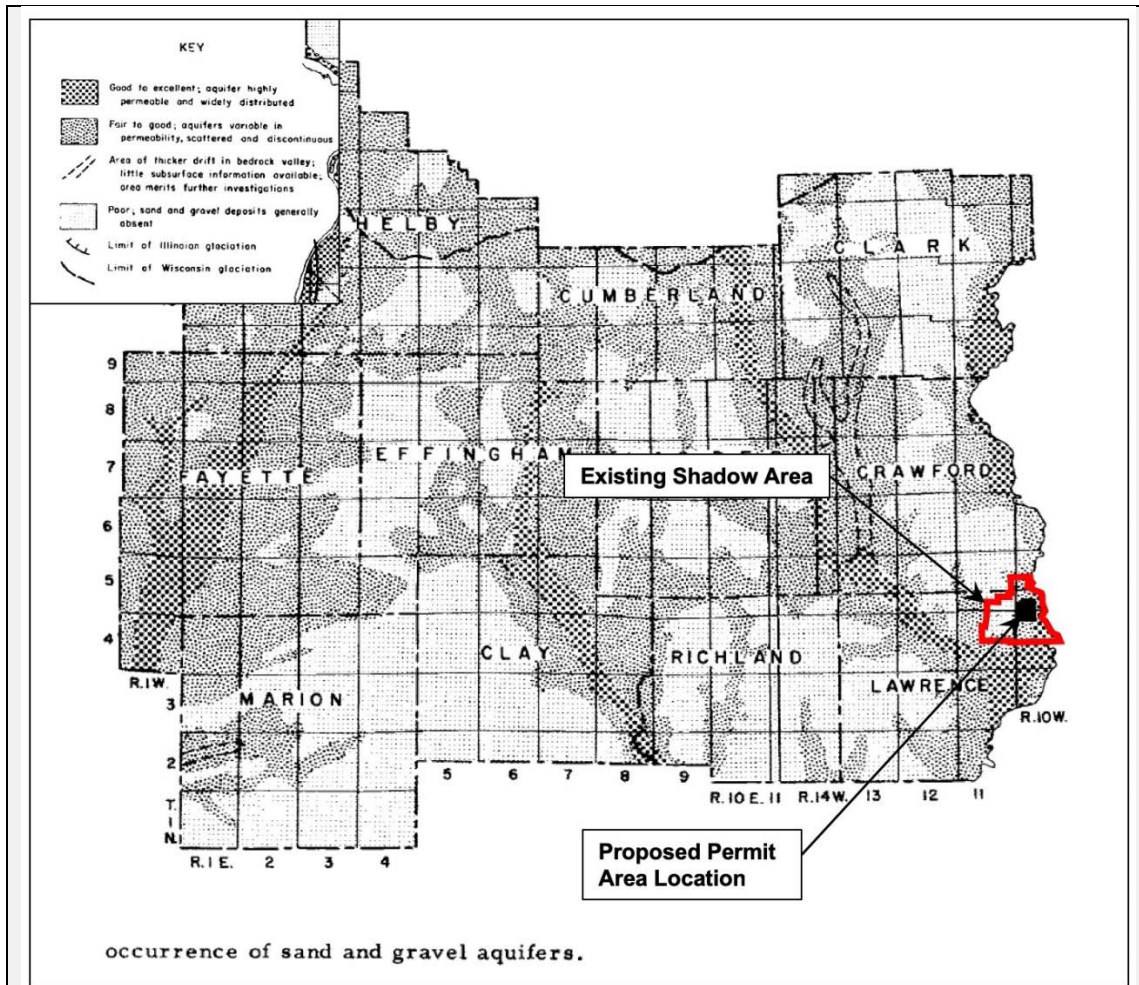 KEY
Good to excellent; aquifer highly
permeable and widely distributed
Fair to good; aquifers variable in
permeability, scattered and discontinuous
Area of thicker drift in bedrock valley;
little subsurface information available;
area merits further investigations
Poor; sand and gravel deposits generally
absent
Limit of Illinoian glaciation
Limit of Wisconsin glaciation
HELBY
CLARK
CUMBERLAND
9
8
EFFINGHAM
7
FAYETTE
CRAWFORD
Existing Shadow Area
6
5
4
CLAY
RICHLAND
R.1W.
LAWRENCE
MARION
3
R.10W.
2
5 6 7 8 9 R.10 E. 11 R.14W. 13 12 11
T.
1
N.
R.1 E. 2 3 4
Proposed Permit
Area Location
occurrence of sand and gravel aquifers.